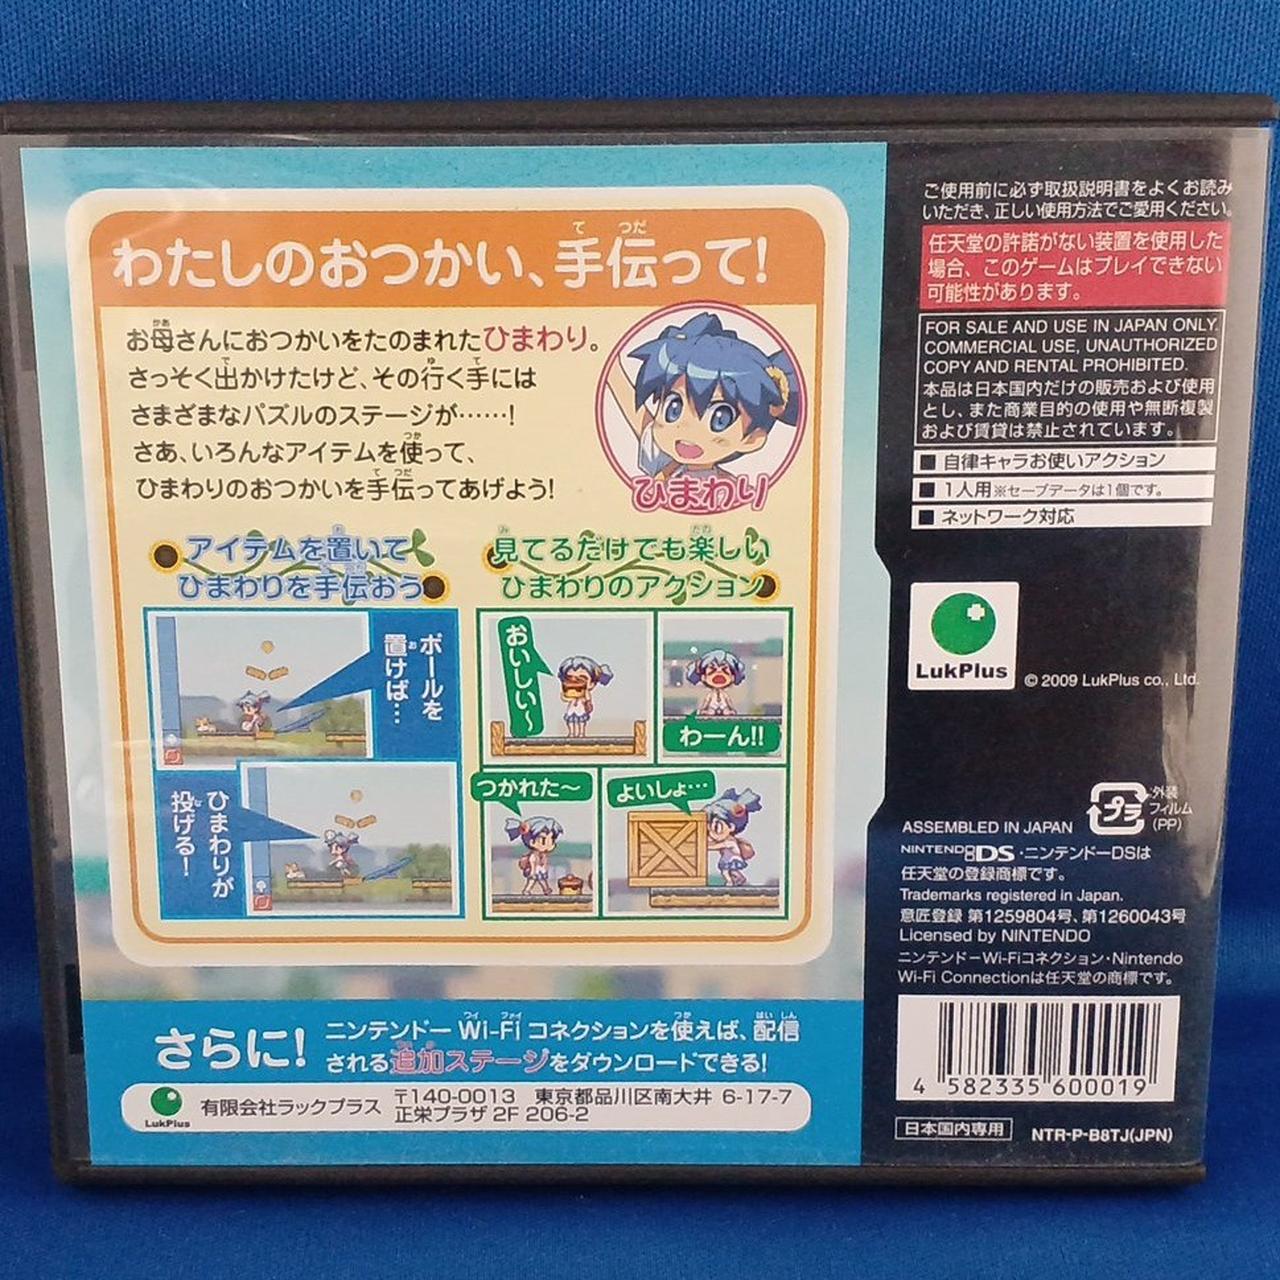 わたしのおつかい、手伝って!
お母さんにおつかいをたのまれたひまわり。
さっそく出かけたけど、その行く手には
さまざまなパズルのステージが……!
さあ、いろんなアイテムを使って、
ひまわりのおつかいを手伝ってあげよう!
ひまわり
アイテムを置いて
ひまわりを手伝おう
ボールを
置けば…
ひまわりが
投げる!
見てるだけでも楽しい
ひまわりのアクション
おいしい〜
わーん!!
つかれた〜
よいしょ…
さらに!
ニンテンドーWi-Fiコネクションを使えば、配信
される追加ステージをダウンロードできる!
LukPlus
有限会社ラックプラス
〒140-0013 東京都品川区南大井 6-17-7
正栄プラザ 2F 206-2
ご使用前に必ず取扱説明書をよくお読み
いただき、正しい使用方法でご愛用ください。
任天堂の許諾がない装置を使用した
場合、このゲームはプレイできない
可能性があります。
FOR SALE AND USE IN JAPAN ONLY.
COMMERCIAL USE, UNAUTHORIZED
COPY AND RENTAL PROHIBITED.
本品は日本国内だけの販売および使用
とし、また商業目的の使用や無断複製
および賃貸は禁止されています。
■ 自律キャラお使いアクション
■ 1人用※セーブデータは1個です。
■ ネットワーク対応
LukPlus
© 2009 LukPlus co., Ltd.
プラ
外装
フィルム
(PP)
ASSEMBLED IN JAPAN
NINTENDO DS・ニンテンドーDSは
任天堂の登録商標です。
Trademarks registered in Japan.
意匠登録 第1259804号、第1260043号
Licensed by NINTENDO
ニンテンドーWi-Fiコネクション・Nintendo
Wi-Fi Connectionは任天堂の商標です。
4 582335 600019
日本国内専用
NTR-P-B8TJ(JPN)